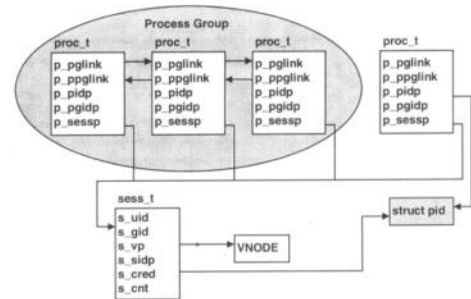 Process Group
proc_t proc_t proc_t proc_t
p_pglink p_pglink p_pglink p_pglink
p_ppglink p_ppglink p_ppglink p_ppglink
p_pidp p_pidp p_pidp p_pidp
p_pgidp p_pgidp p_pgidp p_pgidp
p_sessp p_sessp p_sessp p_sessp
sess_t
s_uid
s_gid
s_vp
s_sidp
s_cred
s_cnt
VNODE
struct pid